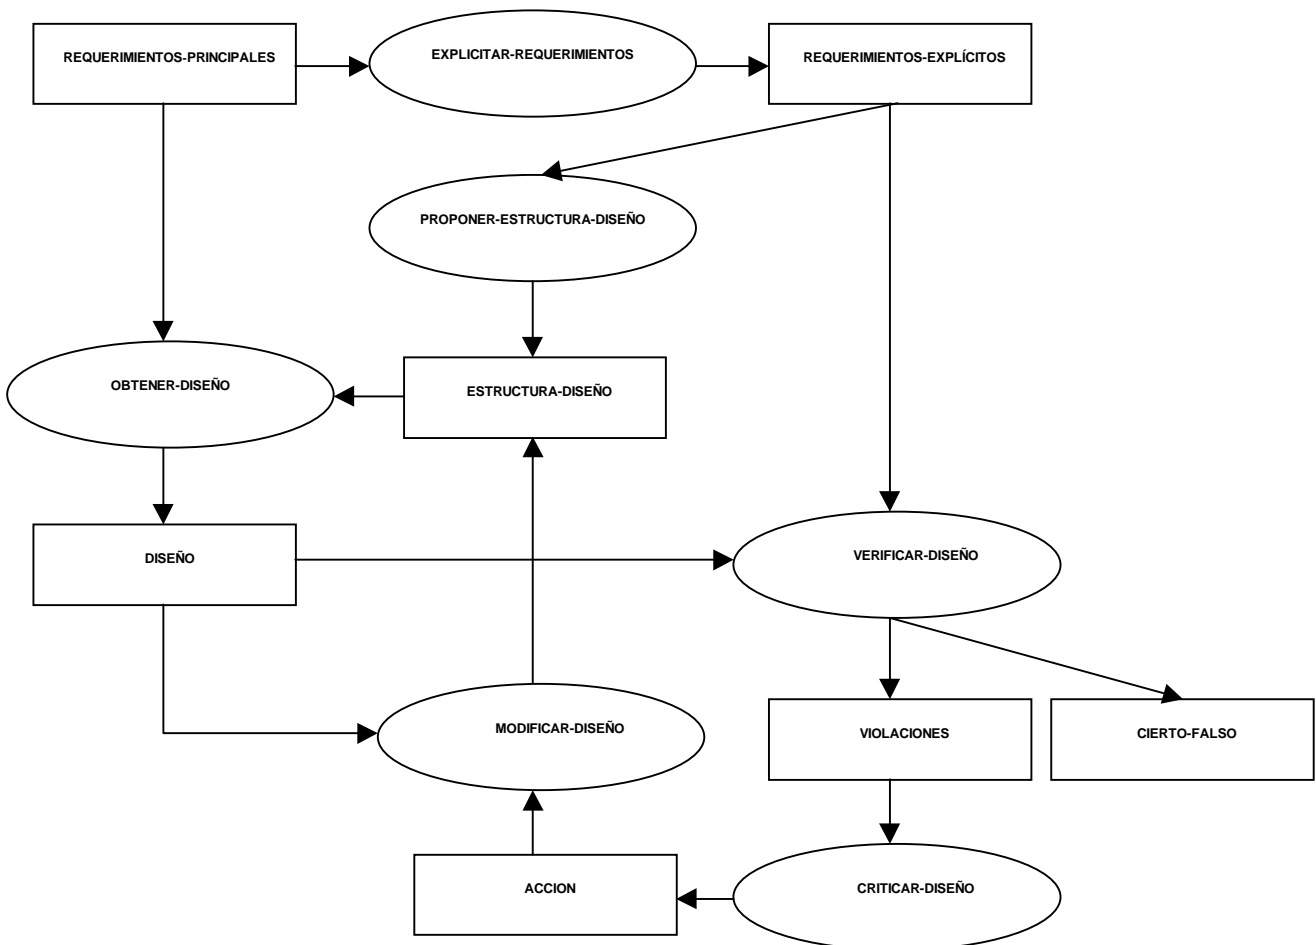 REQUERIMIENTOS-PRINCIPALES
EXPLICITAR-REQUERIMIENTOS
REQUERIMIENTOS-EXPLÍCITOS
PROPONER-ESTRUCTURA-DISEÑO
OBTENER-DISEÑO
ESTRUCTURA-DISEÑO
DISEÑO
VERIFICAR-DISEÑO
MODIFICAR-DISEÑO
VIOLACIONES
CIERTO-FALSO
ACCION
CRITICAR-DISEÑO